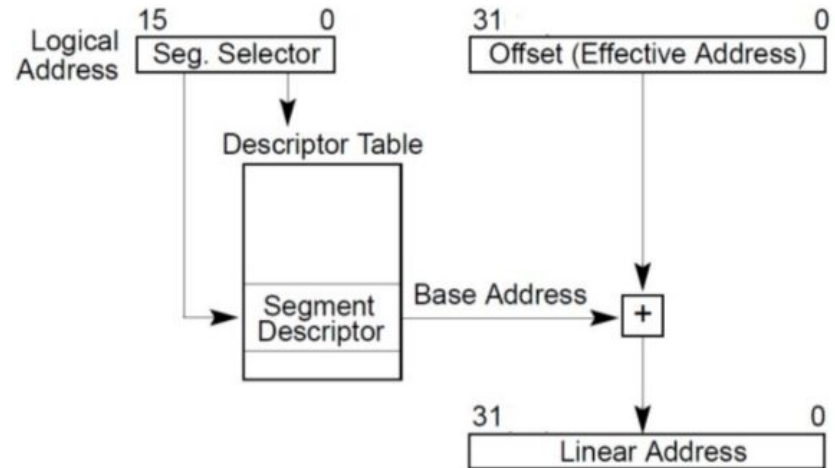 15 0
31 0
Logical
Address
Seg. Selector
Offset (Effective Address)
Descriptor Table
Base Address
Segment
Descriptor
+
31 0
Linear Address